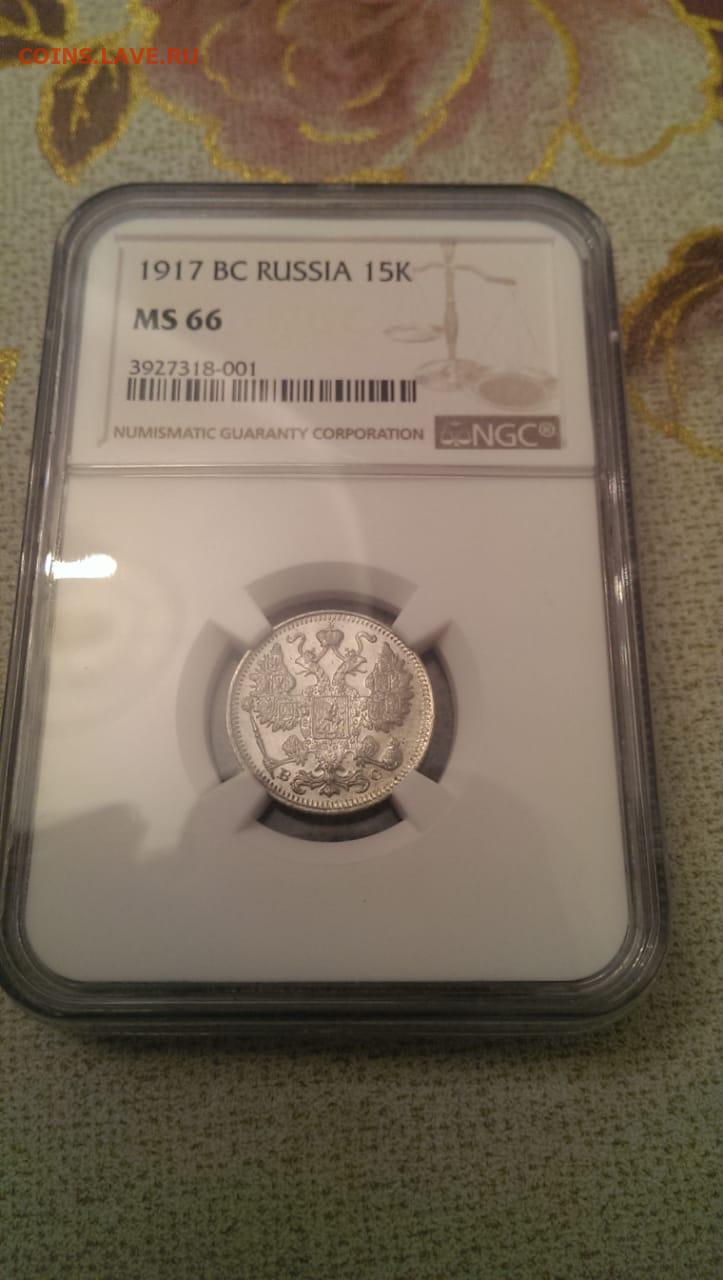 COINS.LAVE.RU
1917 BC RUSSIA 15K
MS 66
3927318-001
NUMISMATIC GUARANTY CORPORATION NGC®
В С